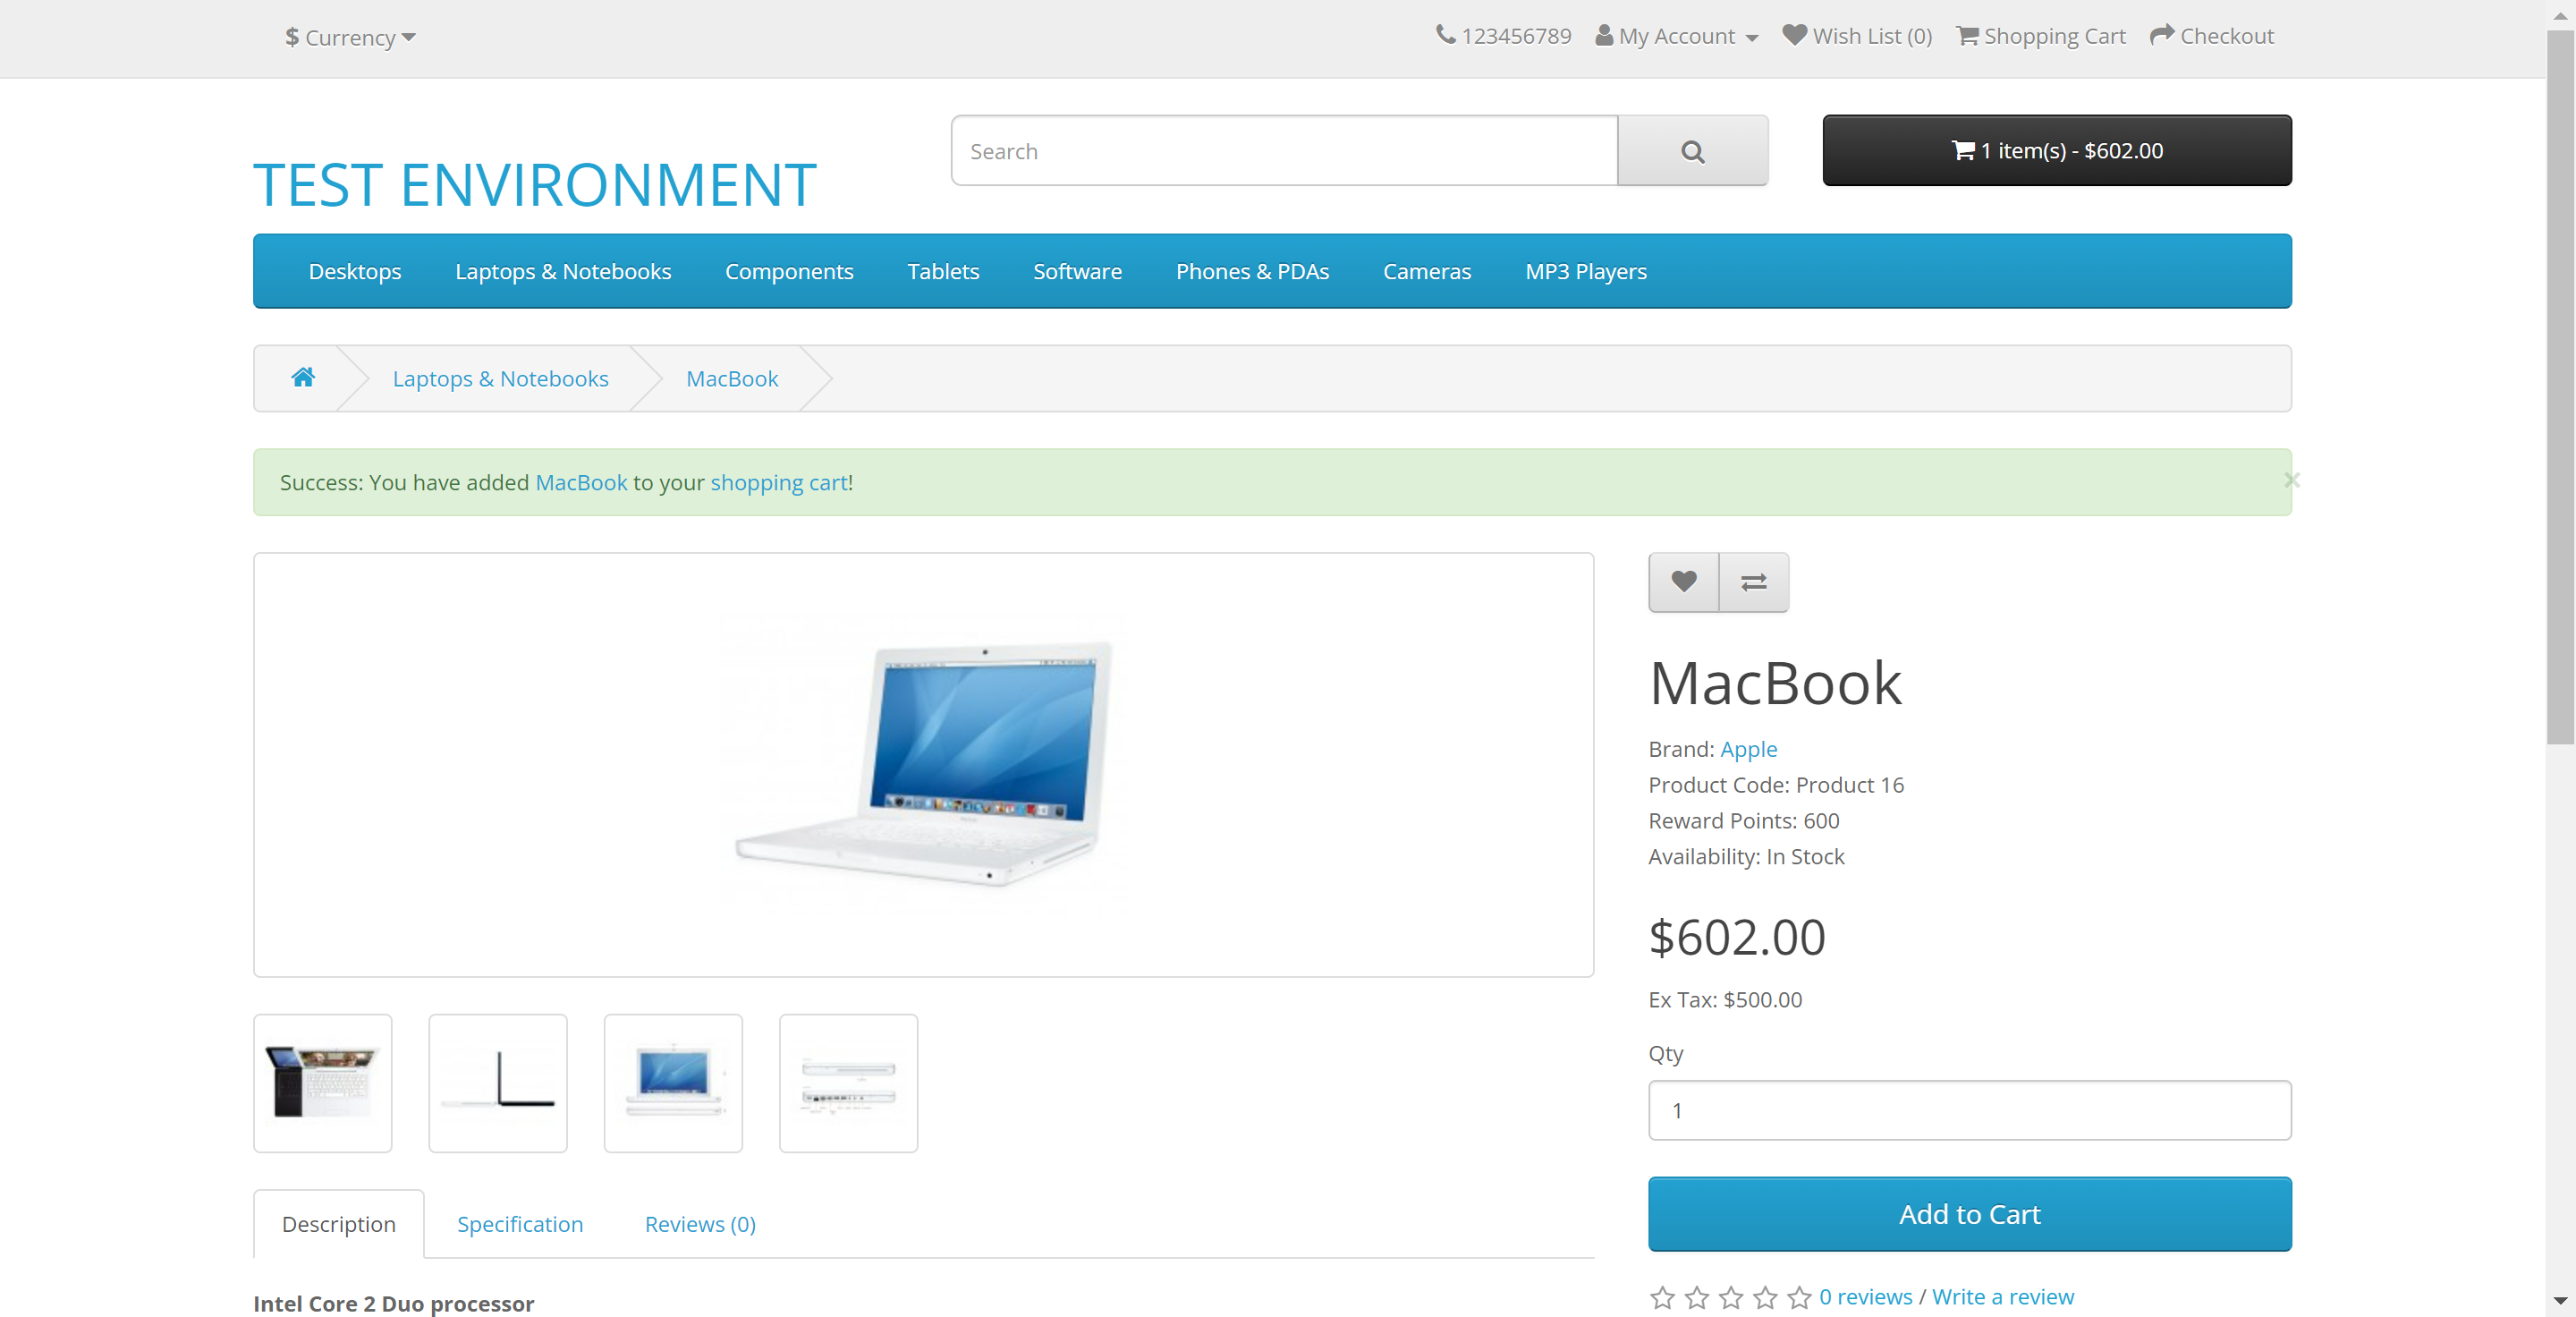 $ Currency
123456789 My Account Wish List (0) Shopping Cart Checkout
TEST ENVIRONMENT
Search
1 item(s) - $602.00
Desktops Laptops & Notebooks Components Tablets Software Phones & PDAs Cameras MP3 Players
Laptops & Notebooks MacBook
Success: You have added MacBook to your shopping cart!
×
MacBook
Brand: Apple
Product Code: Product 16
Reward Points: 600
Availability: In Stock
$602.00
Ex Tax: $500.00
Qty
1
Add to Cart
0 reviews / Write a review
Description Specification Reviews (0)
Intel Core 2 Duo processor